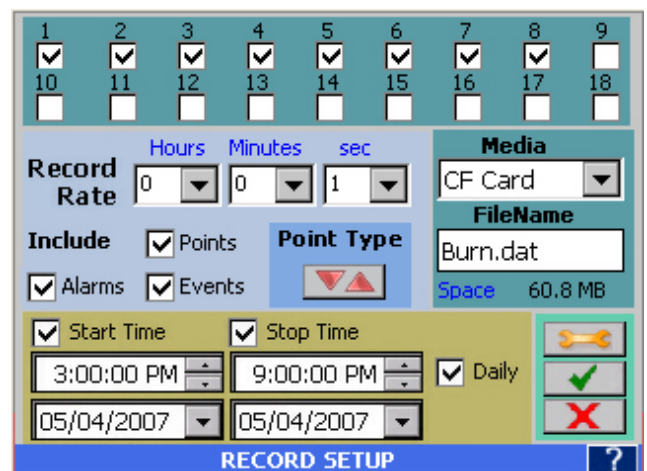 1 2 3 4 5 6 7 8 9
10 11 12 13 14 15 16 17 18
Hours Minutes sec
Record Rate
0 0 1
Include
Points
Alarms
Events
Point Type
Media
CF Card
FileName
Burn.dat
Space 60.8 MB
Start Time Stop Time
3:00:00 PM 9:00:00 PM Daily
05/04/2007 05/04/2007
RECORD SETUP ?